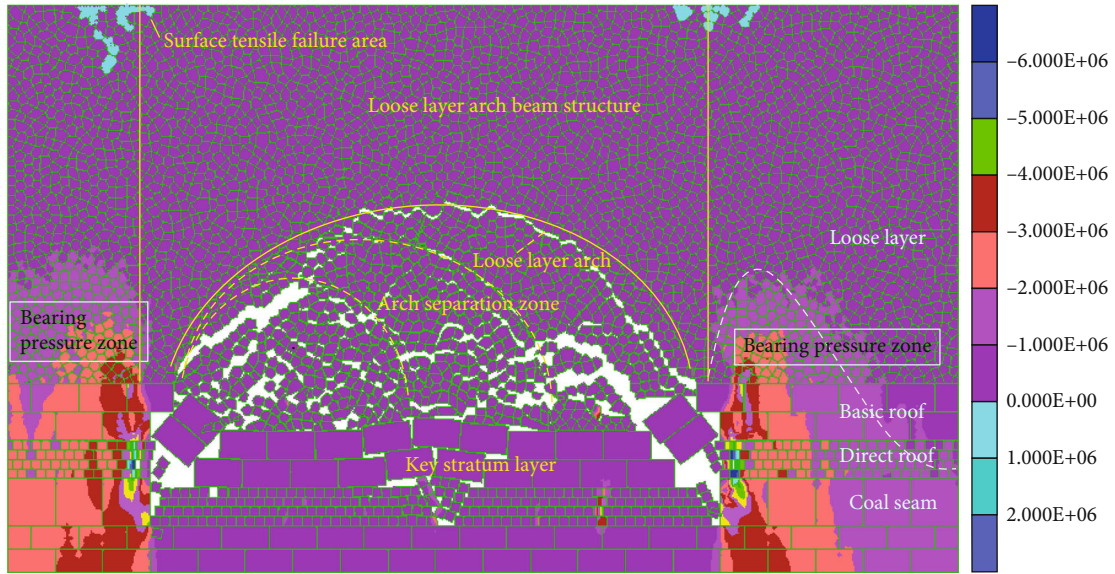 Surface tensile failure area
Loose layer arch beam structure
Loose layer
Loose layer arch
Arch separation zone
Bearing
pressure zone
Bearing pressure zone
Basic roof
Direct roof
Key stratum layer
Coal seam
–6.000E+06
–5.000E+06
–4.000E+06
–3.000E+06
–2.000E+06
–1.000E+06
0.000E+00
1.000E+06
2.000E+06